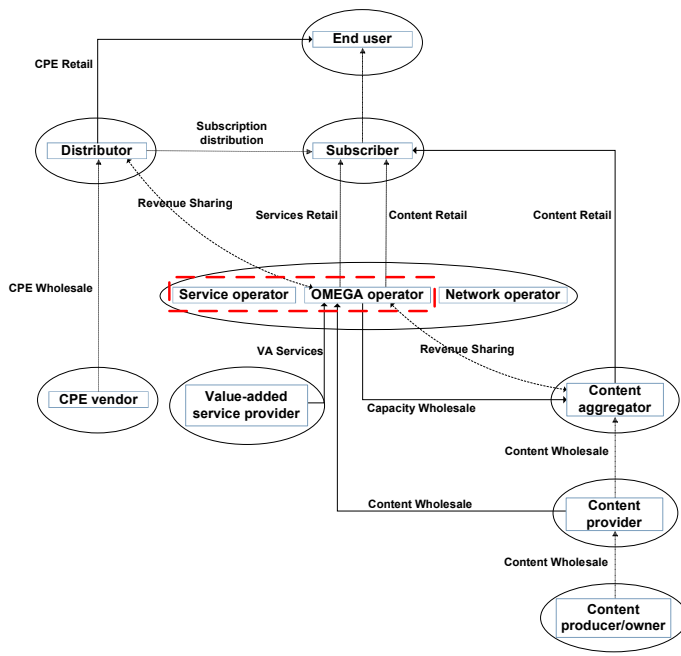 End user
CPE Retail
Subscription
distribution
Distributor
Subscriber
Revenue Sharing
Services Retail
Content Retail
Content Retail
CPE Wholesale
Service operator
OMEGA operator
Network operator
VA Services
Revenue Sharing
CPE vendor
Value-added
service provider
Capacity Wholesale
Content
aggregator
Content Wholesale
Content Wholesale
Content
provider
Content Wholesale
Content
producer/owner